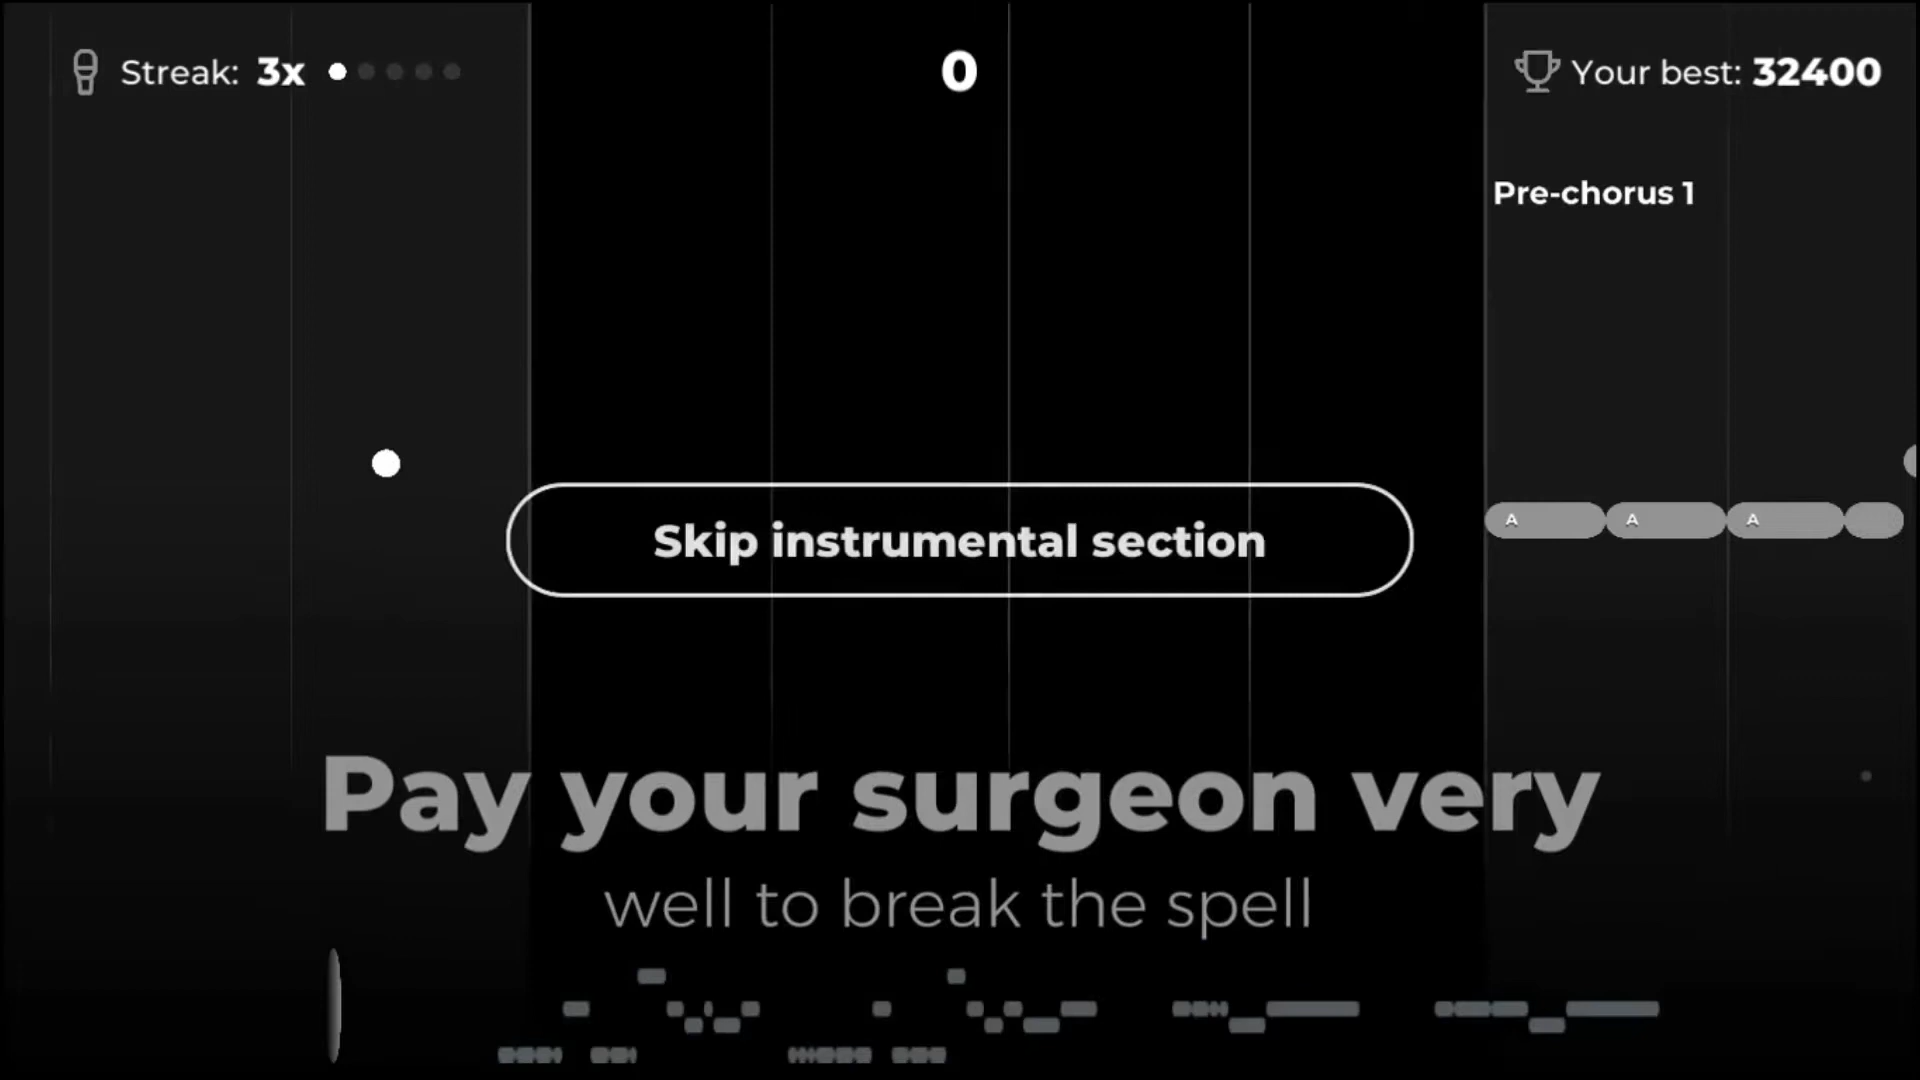 Streak: 3x
0
Your best: 32400
Pre-chorus 1
A A A
Skip instrumental section
Pay your surgeon very
well to break the spell